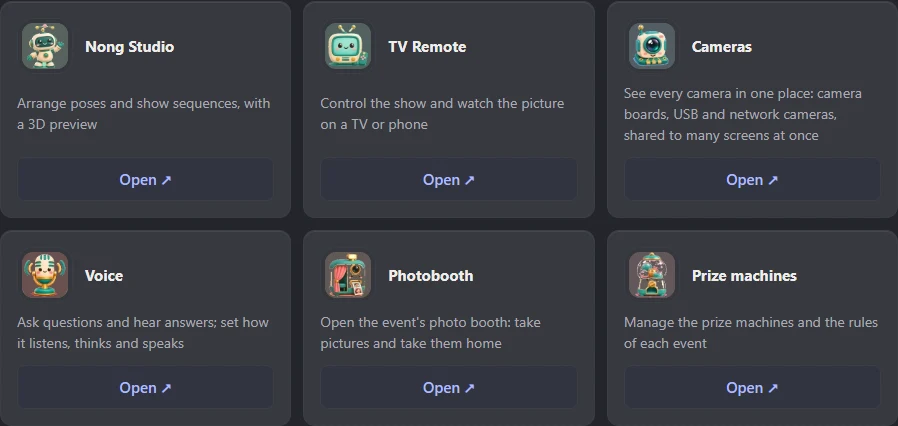 Nong Studio
Arrange poses and show sequences, with
a 3D preview
Open ↗
TV Remote
Control the show and watch the picture
on a TV or phone
Open ↗
Cameras
See every camera in one place: camera
boards, USB and network cameras,
shared to many screens at once
Open ↗
Voice
Ask questions and hear answers; set how
it listens, thinks and speaks
Open ↗
Photobooth
Open the event's photo booth: take
pictures and take them home
Open ↗
Prize machines
Manage the prize machines and the rules
of each event
Open ↗